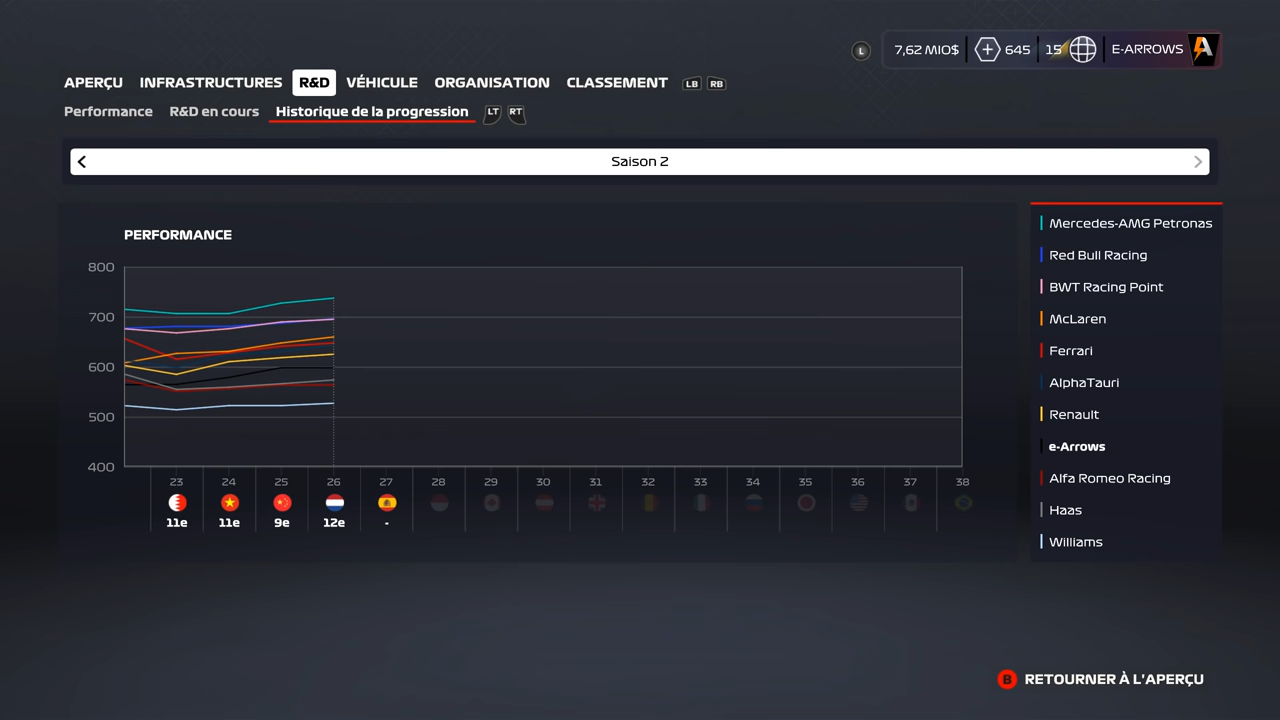 L 7,62 MIO$ 645 15 E-ARROWS
APERÇU INFRASTRUCTURES R&D VÉHICULE ORGANISATION CLASSEMENT LB RB
Performance R&D en cours Historique de la progression LT RT
Saison 2
PERFORMANCE
800
700
600
500
400
23 24 25 26 27 28 29 30 31 32 33 34 35 36 37 38
11e 11e 9e 12e -
Mercedes-AMG Petronas
Red Bull Racing
BWT Racing Point
McLaren
Ferrari
AlphaTauri
Renault
e-Arrows
Alfa Romeo Racing
Haas
Williams
B RETOURNER À L'APERÇU